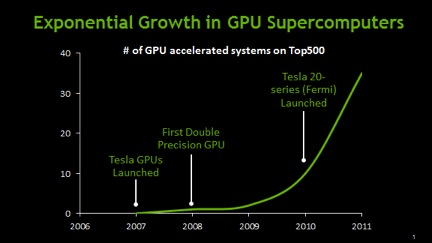 Exponential Growth in GPU Supercomputers
# of GPU accelerated systems on Top500
40
Tesla 20-
series (Fermi)
Launched
30
20
First Double
Precision GPU
Tesla GPUs
Launched
10
0
2006 2007 2008 2009 2010 2011
1